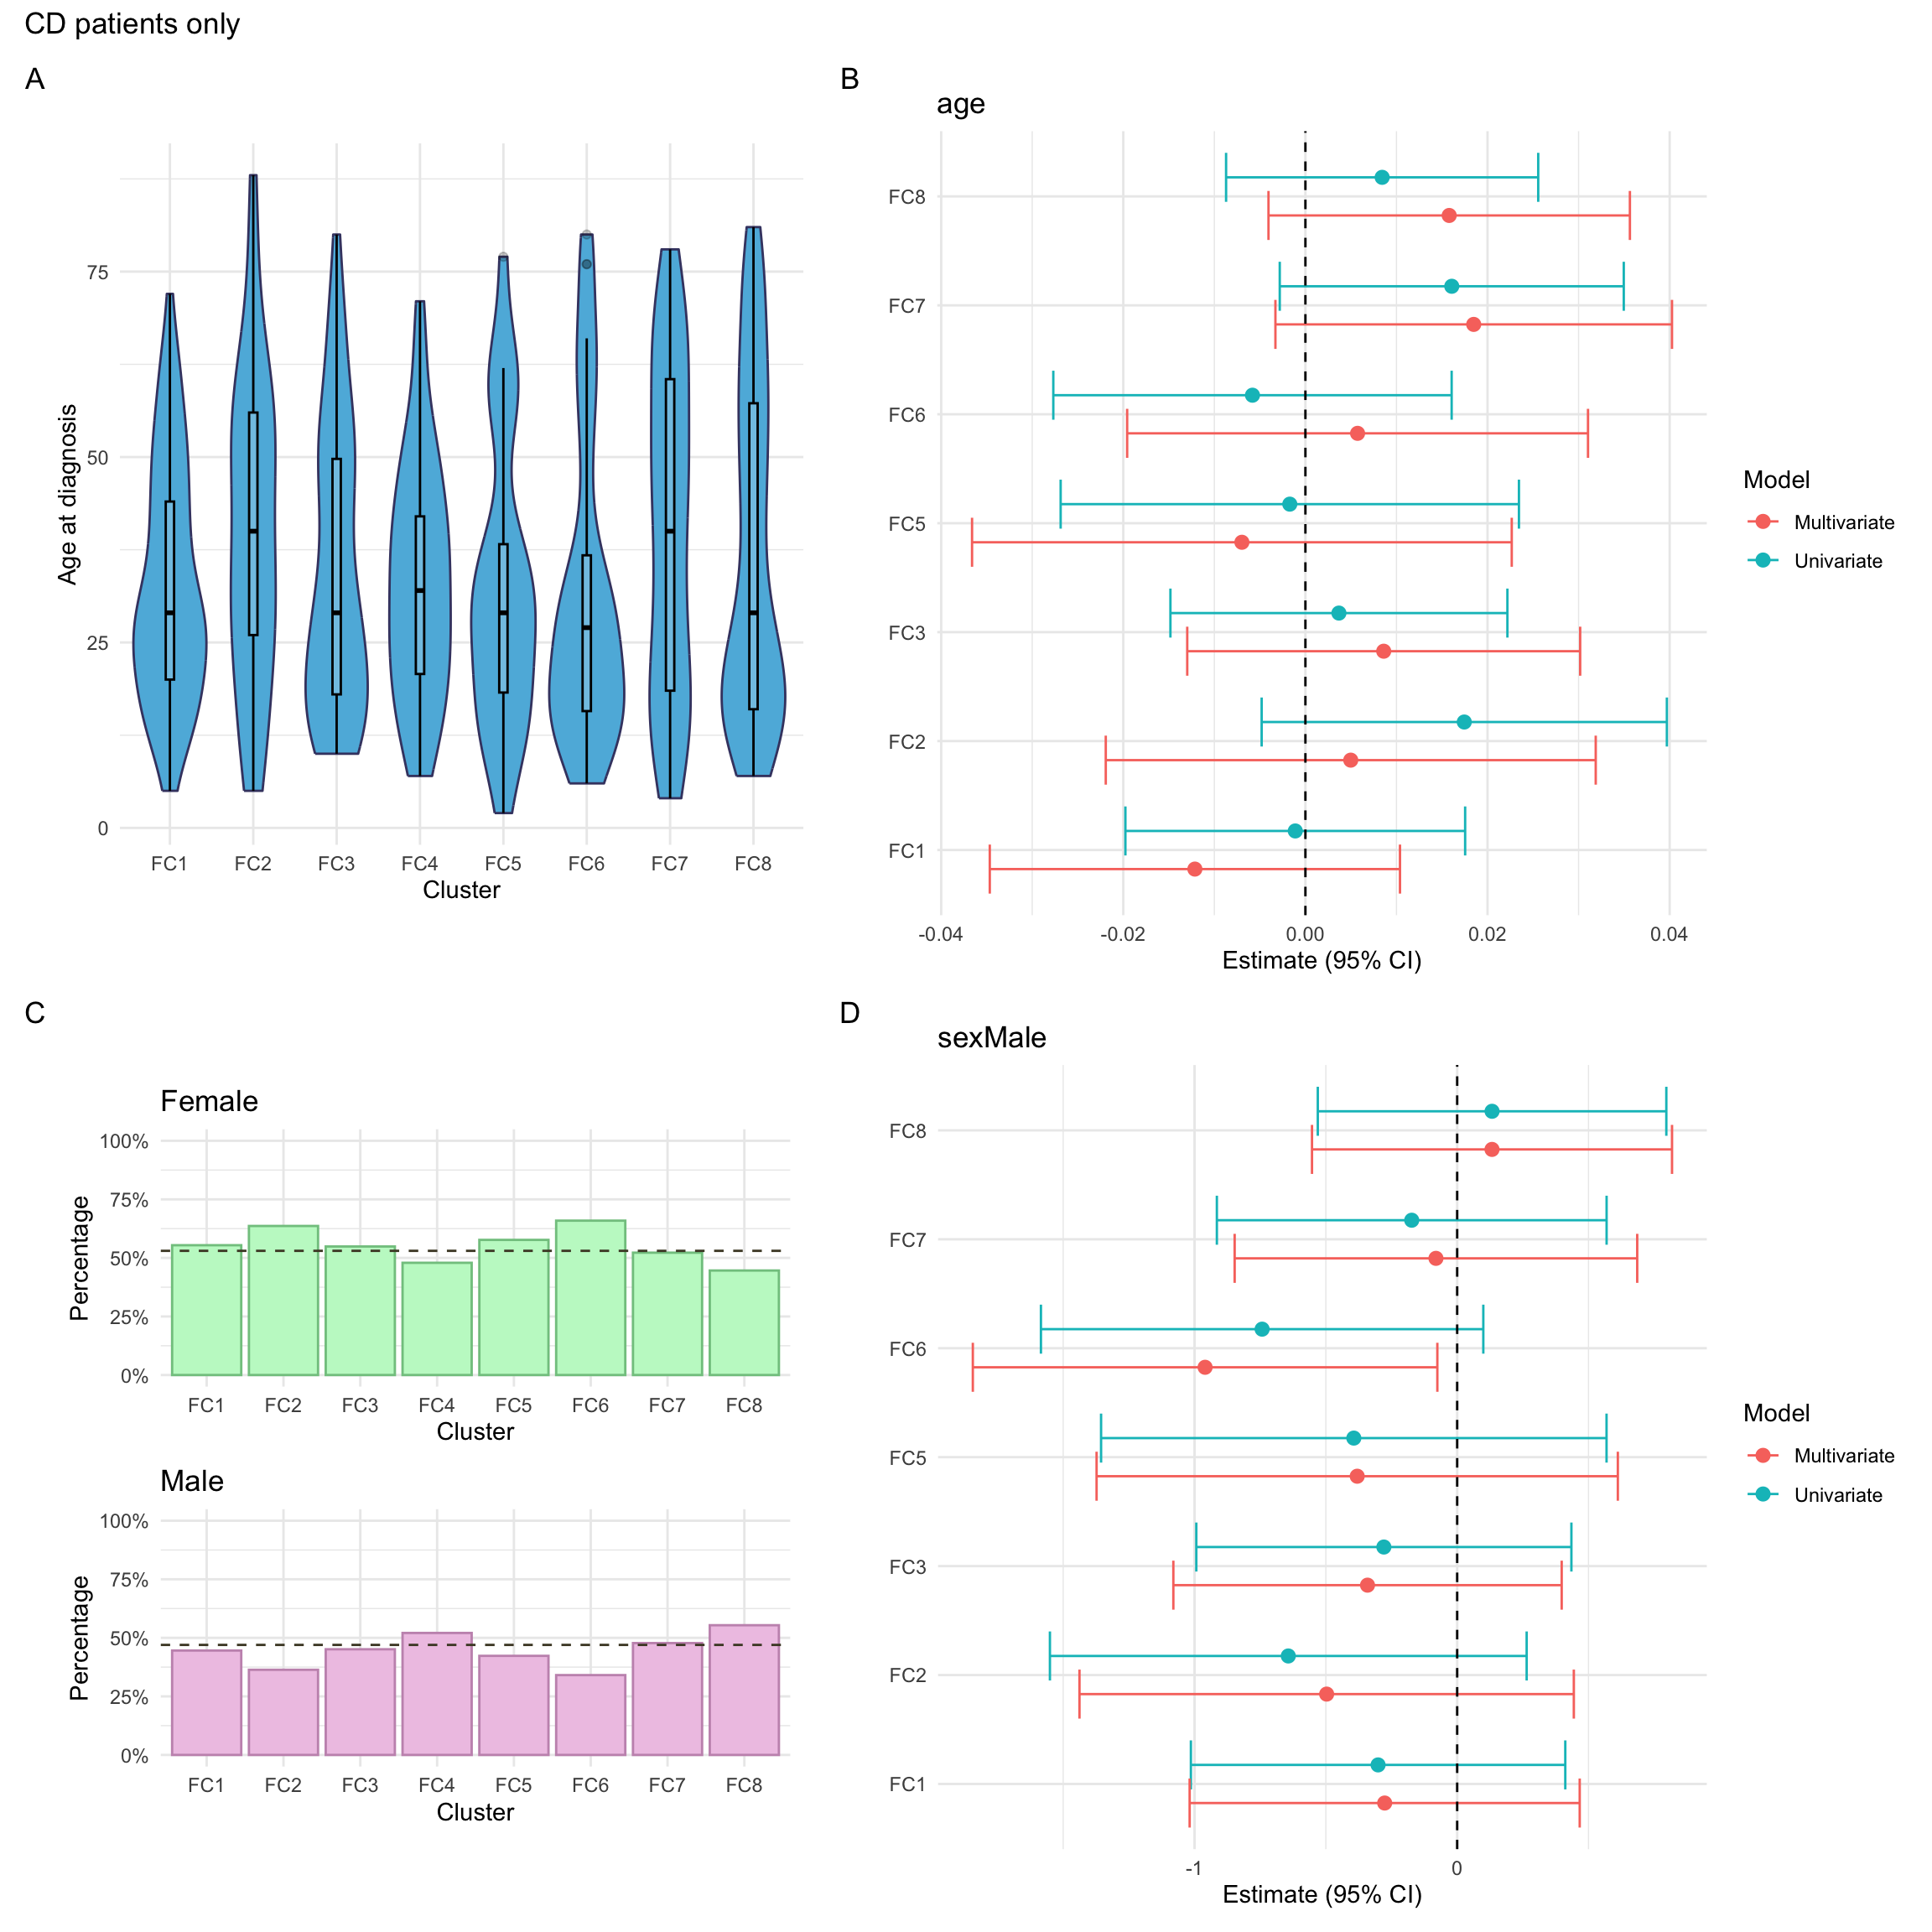 CD patients only
A
Age at diagnosis
75
50
25
0
FC1 FC2 FC3 FC4 FC5 FC6 FC7 FC8
Cluster
B
age
FC8
FC7
FC6
FC5
FC3
FC2
FC1
-0.04 -0.02 0.00 0.02 0.04
Estimate (95% CI)
Model
Multivariate
Univariate
C
Female
Percentage
100%
75%
50%
25%
0%
FC1 FC2 FC3 FC4 FC5 FC6 FC7 FC8
Cluster
Male
Percentage
100%
75%
50%
25%
0%
FC1 FC2 FC3 FC4 FC5 FC6 FC7 FC8
Cluster
D
sexMale
FC8
FC7
FC6
FC5
FC3
FC2
FC1
-1 0
Estimate (95% CI)
Model
Multivariate
Univariate